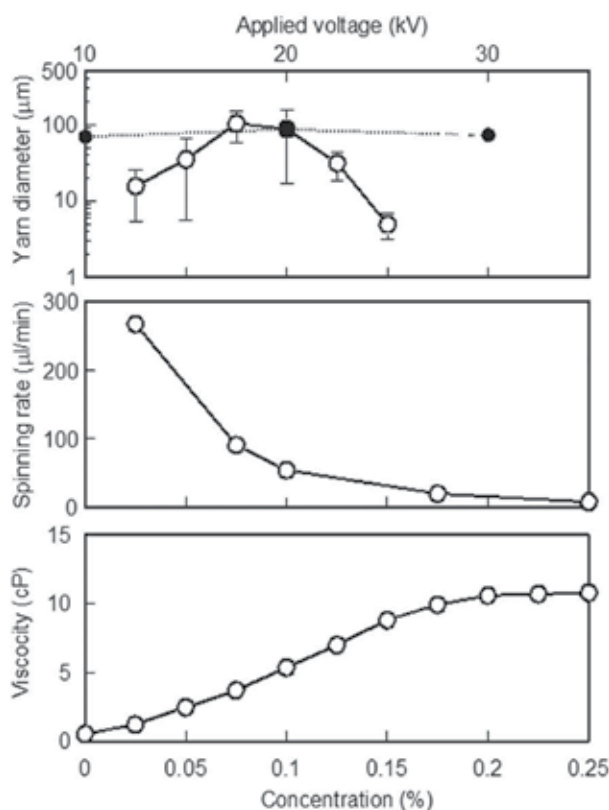 Applied voltage (kV)
10 20 30
Yarn diameter (μm)
500
100
10
1
Spinning rate (μl/min)
300
200
100
0
Viscocity (cP)
15
10
5
0
0 0.05 0.1 0.15 0.2 0.25
Concentration (%)